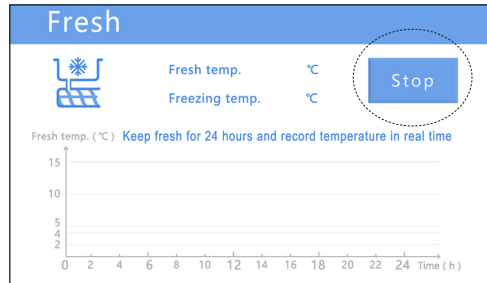 Fresh
Fresh temp. ℃
Stop
Freezing temp. ℃
Fresh temp. ( ℃ ) Keep fresh for 24 hours and record temperature in real time
15
10
5
4
2
0 2 4 6 8 10 12 14 16 18 20 22 24 Time ( h )